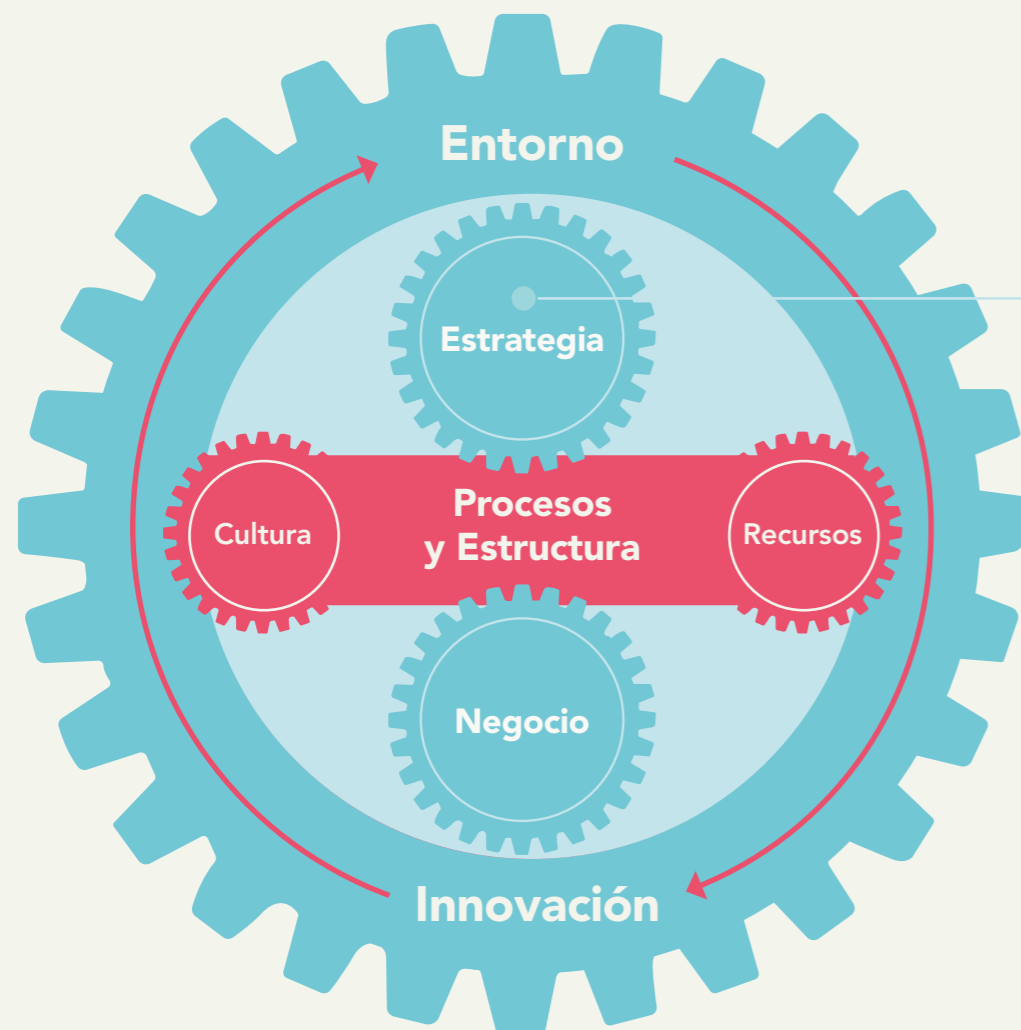 Entorno
Estrategia
Procesos
y Estructura
Cultura
Recursos
Negocio
Innovación